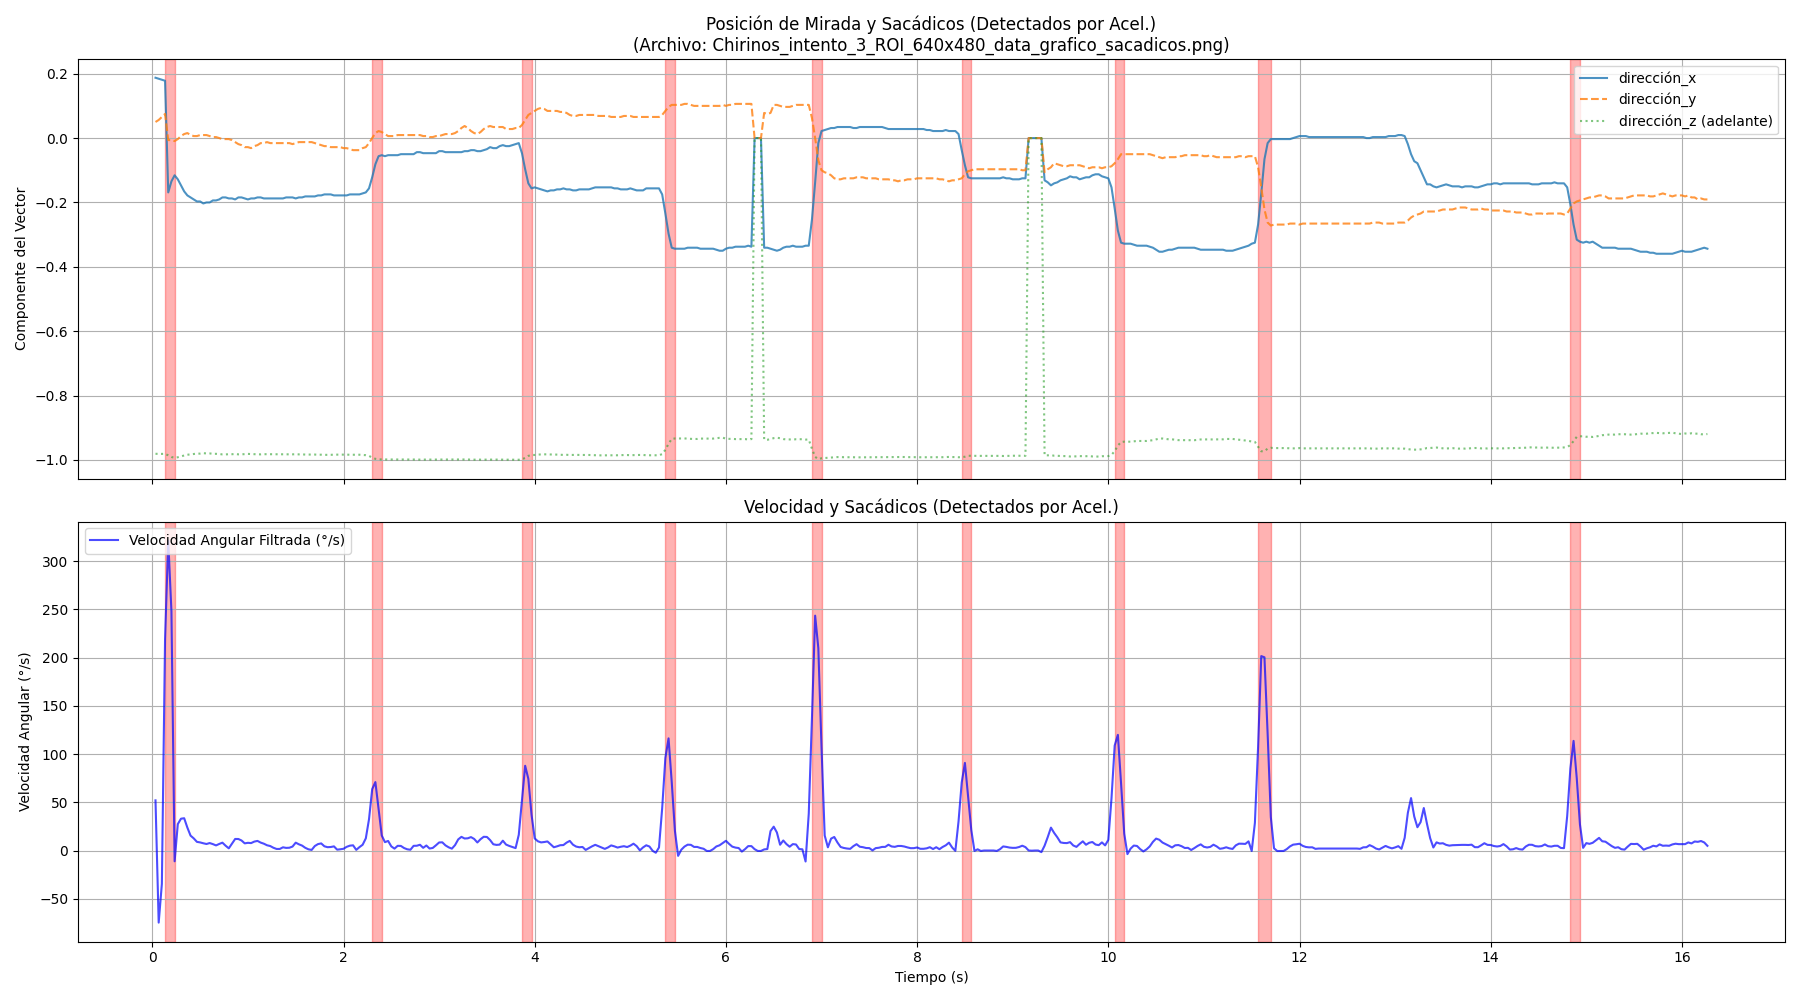 Posición de Mirada y Sacádicos (Detectados por Acel.)
(Archivo: Chirinos_intento_3_ROI_640x480_data_grafico_sacadicos.png)
Componente del Vector
0.2
0.0
−0.2
−0.4
−0.6
−0.8
−1.0
dirección_x
dirección_y
dirección_z (adelante)
Velocidad y Sacádicos (Detectados por Acel.)
Velocidad Angular (°/s)
300
250
200
150
100
50
0
−50
Velocidad Angular Filtrada (°/s)
0 2 4 6 8 10 12 14 16
Tiempo (s)